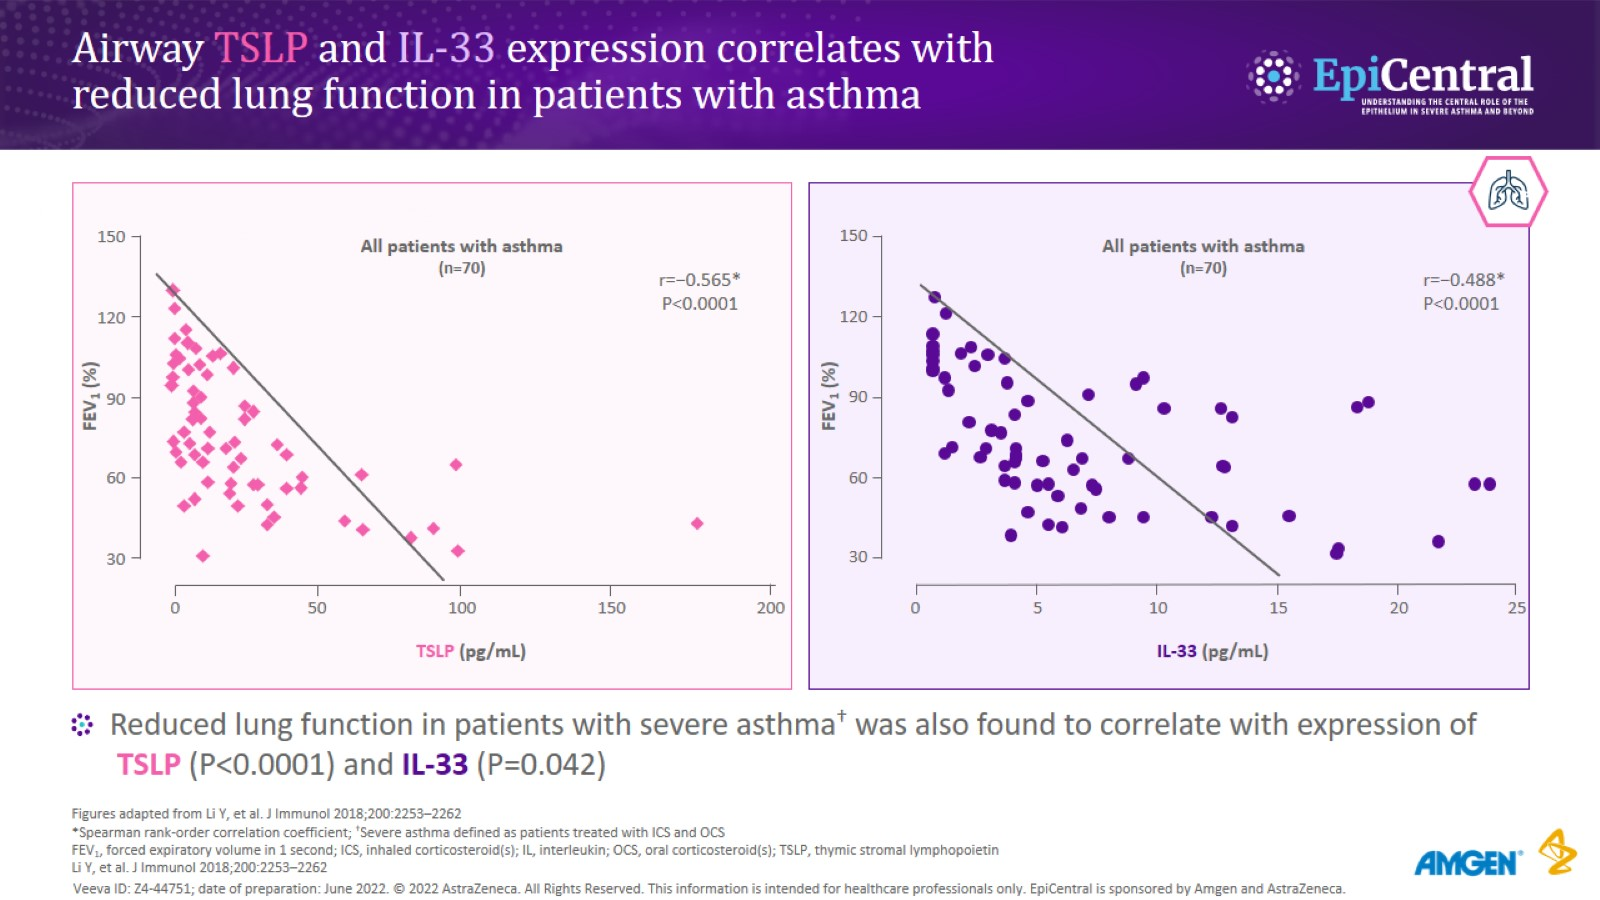 Airway TSLP and IL-33 expression correlates with
reduced lung function in patients with asthma
EpiCentral
UNDERSTANDING THE CENTRAL ROLE OF THE
EPITHELIUM IN SEVERE ASTHMA AND BEYOND
All patients with asthma
(n=70)
r=−0.565*
P<0.0001
FEV₁ (%)
150
120
90
60
30
0 50 100 150 200
TSLP (pg/mL)
All patients with asthma
(n=70)
r=−0.488*
P<0.0001
FEV₁ (%)
150
120
90
60
30
0 5 10 15 20 25
IL-33 (pg/mL)
Reduced lung function in patients with severe asthma† was also found to correlate with expression of
TSLP (P<0.0001) and IL-33 (P=0.042)
Figures adapted from Li Y, et al. J Immunol 2018;200:2253–2262
*Spearman rank-order correlation coefficient; †Severe asthma defined as patients treated with ICS and OCS
FEV₁, forced expiratory volume in 1 second; ICS, inhaled corticosteroid(s); IL, interleukin; OCS, oral corticosteroid(s); TSLP, thymic stromal lymphopoietin
Li Y, et al. J Immunol 2018;200:2253–2262
Veeva ID: Z4-44751; date of preparation: June 2022. © 2022 AstraZeneca. All Rights Reserved. This information is intended for healthcare professionals only. EpiCentral is sponsored by Amgen and AstraZeneca.
AMGEN®